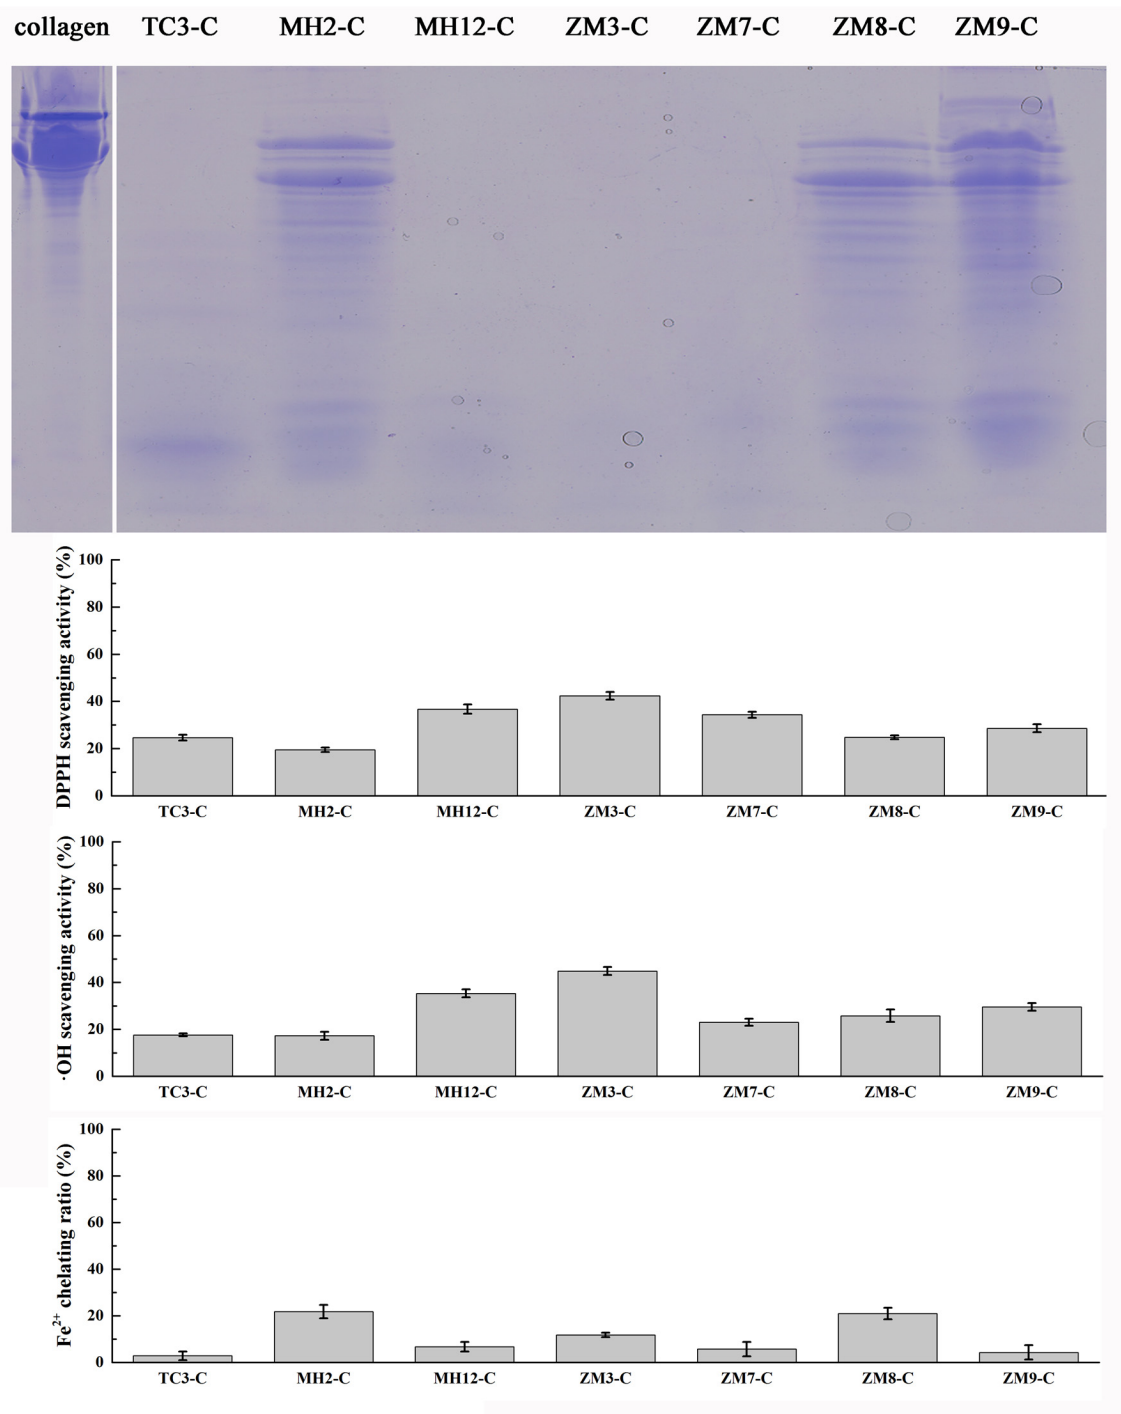 collagen TC3-C MH2-C MH12-C ZM3-C ZM7-C ZM8-C ZM9-C
DPPH scavenging activity (%)
100
80
60
40
20
0
TC3-C MH2-C MH12-C ZM3-C ZM7-C ZM8-C ZM9-C
·OH scavenging activity (%)
100
80
60
40
20
0
TC3-C MH2-C MH12-C ZM3-C ZM7-C ZM8-C ZM9-C
Fe²⁺ chelating ratio (%)
100
80
60
40
20
0
TC3-C MH2-C MH12-C ZM3-C ZM7-C ZM8-C ZM9-C